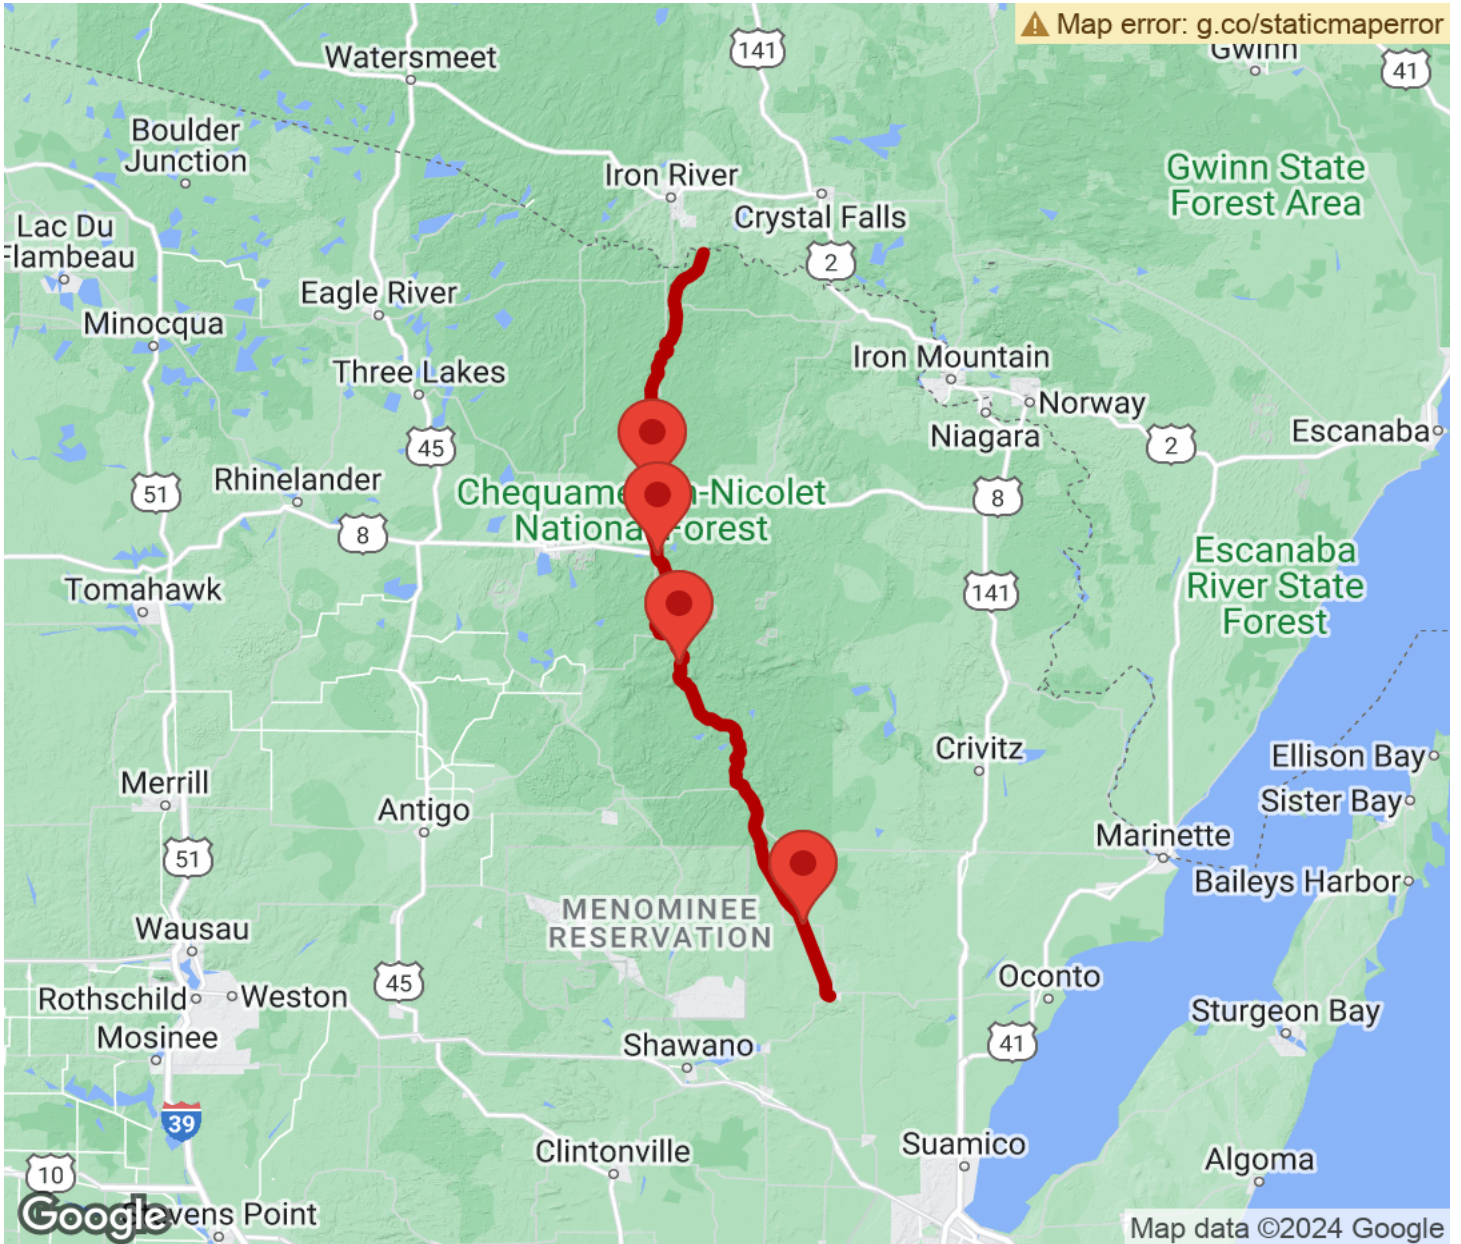 Map error: g.co/staticmaperror
Gwinn
Watersmeet
141
41
Boulder
Junction
Gwinn State
Forest Area
Iron River
Crystal Falls
Lac Du
Flambeau
2
Eagle River
Minocqua
Iron Mountain
Three Lakes
Norway
Niagara
Escanaba
45
2
Rhinelander
51
Chequame n-Nicolet
National Forest
8
8
Escanaba
River State
Forest
Tomahawk
141
Crivitz
Ellison Bay
Merrill
Sister Bay
Antigo
Marinette
51
Baileys Harbor
MENOMINEE
RESERVATION
Wausau
Oconto
45
Rothschild
Weston
Sturgeon Bay
Mosinee
Shawano
41
39
Clintonville
Suamico
Algoma
10
Google
vens Point
Map data ©2024 Google